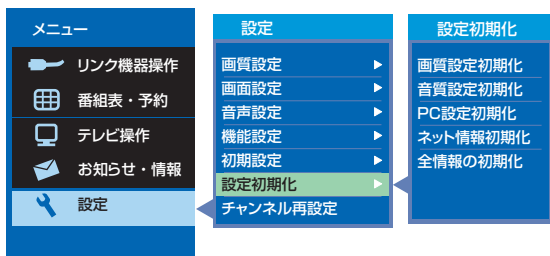 メニュー
リンク機器操作
番組表・予約
テレビ操作
お知らせ・情報
設定
設定
画質設定
画面設定
音声設定
機能設定
初期設定
設定初期化
チャンネル再設定
設定初期化
画質設定初期化
音質設定初期化
PC設定初期化
ネット情報初期化
全情報の初期化